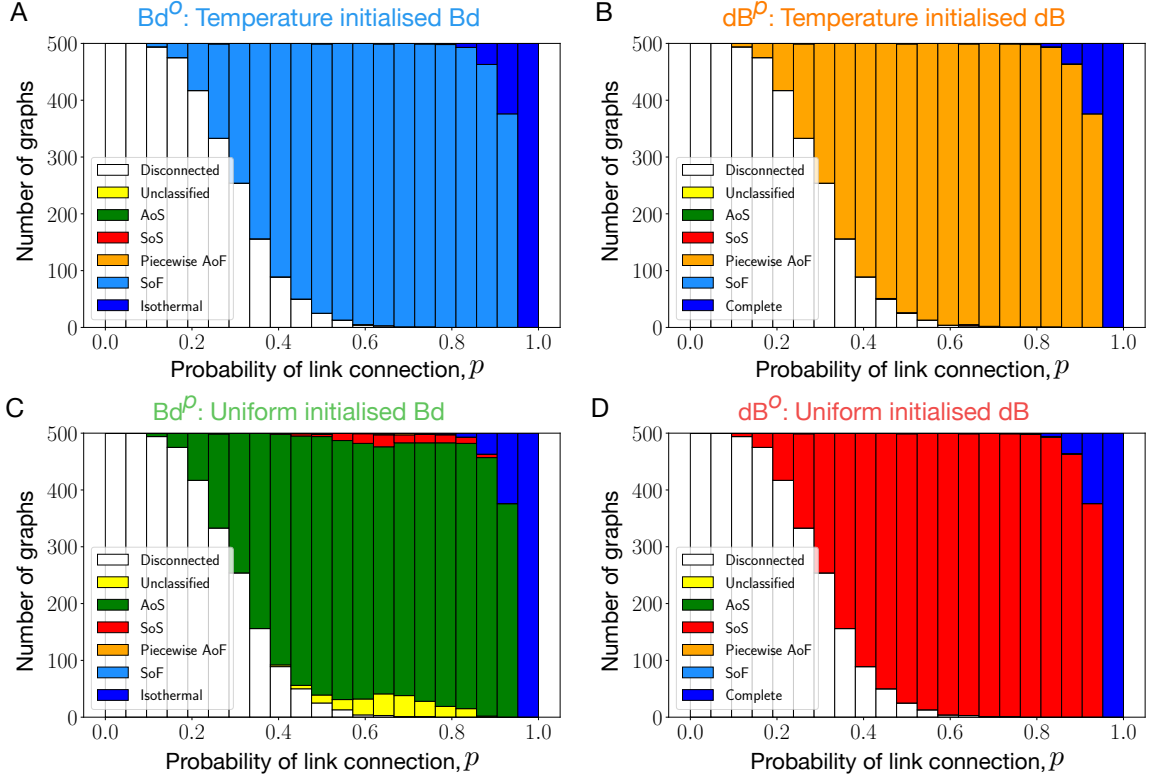 A
Bd^o: Temperature initialised Bd
Number of graphs
500
400
300
200
100
0
Disconnected
Unclassified
AoS
SoS
Piecewise AoF
SoF
Isothermal
0.0 0.2 0.4 0.6 0.8 1.0
Probability of link connection, p
B
dB^p: Temperature initialised dB
Number of graphs
500
400
300
200
100
0
Disconnected
Unclassified
AoS
SoS
Piecewise AoF
SoF
Complete
0.0 0.2 0.4 0.6 0.8 1.0
Probability of link connection, p
C
Bd^p: Uniform initialised Bd
Number of graphs
500
400
300
200
100
0
Disconnected
Unclassified
AoS
SoS
Piecewise AoF
SoF
Isothermal
0.0 0.2 0.4 0.6 0.8 1.0
Probability of link connection, p
D
dB^o: Uniform initialised dB
Number of graphs
500
400
300
200
100
0
Disconnected
Unclassified
AoS
SoS
Piecewise AoF
SoF
Complete
0.0 0.2 0.4 0.6 0.8 1.0
Probability of link connection, p